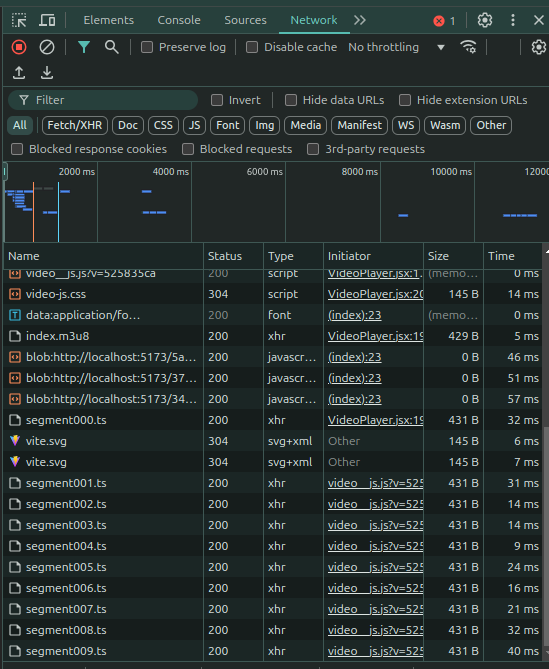 Elements Console Sources Network 1
Preserve log Disable cache No throttling
Filter Invert Hide data URLs Hide extension URLs
All Fetch/XHR Doc CSS JS Font Img Media Manifest WS Wasm Other
Blocked response cookies Blocked requests 3rd-party requests
2000 ms 4000 ms 6000 ms 8000 ms 10000 ms 12000
Name Status Type Initiator Size Time
video__js.js?v=525835ca 200 script VideoPlayer.jsx:1... (memo... 0 ms
video-js.css 304 script VideoPlayer.jsx:20 145 B 14 ms
data:application/fo... 200 font (index):23 (memo... 0 ms
index.m3u8 200 xhr VideoPlayer.jsx:19 429 B 5 ms
blob:http://localhost:5173/5a... 200 javascr... (index):23 0 B 46 ms
blob:http://localhost:5173/37... 200 javascr... (index):23 0 B 51 ms
blob:http://localhost:5173/34... 200 javascr... (index):23 0 B 57 ms
segment000.ts 200 xhr VideoPlayer.jsx:19 431 B 32 ms
vite.svg 304 svg+xml Other 145 B 6 ms
vite.svg 304 svg+xml Other 145 B 7 ms
segment001.ts 200 xhr video__js.js?v=525 431 B 31 ms
segment002.ts 200 xhr video__js.js?v=525 431 B 14 ms
segment003.ts 200 xhr video__js.js?v=525 431 B 14 ms
segment004.ts 200 xhr video__js.js?v=525 431 B 9 ms
segment005.ts 200 xhr video__js.js?v=525 431 B 24 ms
segment006.ts 200 xhr video__js.js?v=525 431 B 16 ms
segment007.ts 200 xhr video__js.js?v=525 431 B 21 ms
segment008.ts 200 xhr video__js.js?v=525 431 B 32 ms
segment009.ts 200 xhr video__js.js?v=525 431 B 40 ms